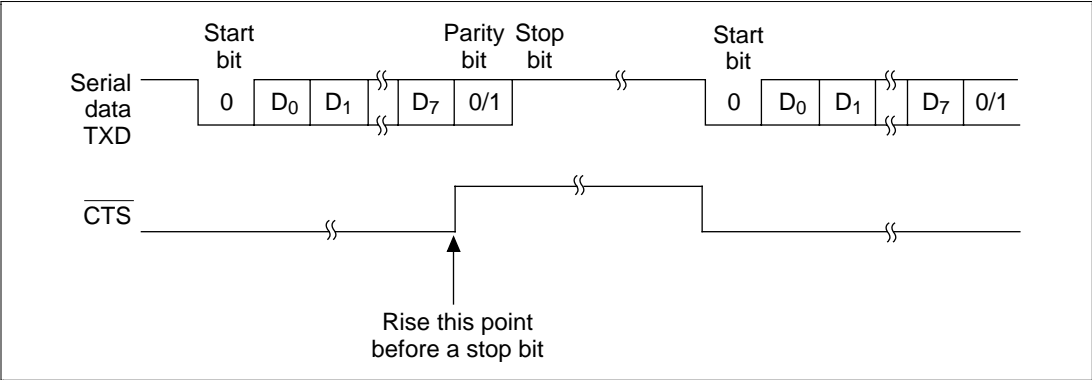 Start
bit
Parity
bit
Stop
bit
Start
bit
Serial
data
TXD
0
D0
D1
D7
0/1
0
D0
D1
D7
0/1
CTS
Rise this point
before a stop bit